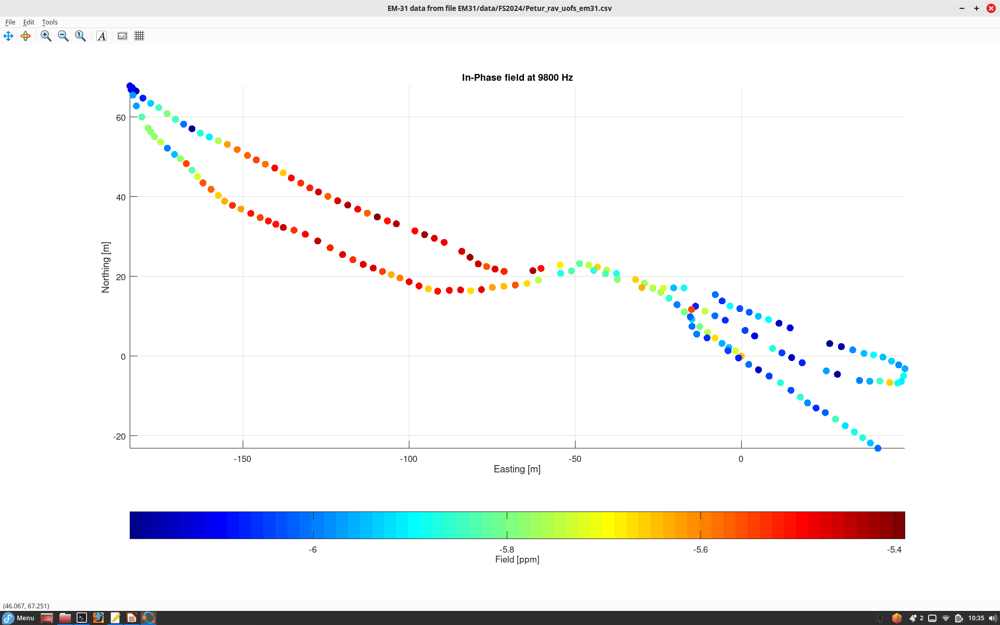 EM-31 data from file EM31/data/FS2024/Petur_rav_uofs_em31.csv
File Edit Tools
1 A
In-Phase field at 9800 Hz
60
40
20
0
-20
Northing [m]
-150 -100 -50 0
Easting [m]
-6 -5.8 -5.6 -5.4
Field [ppm]
(46.067, 67.251)
Menu 2 10:35